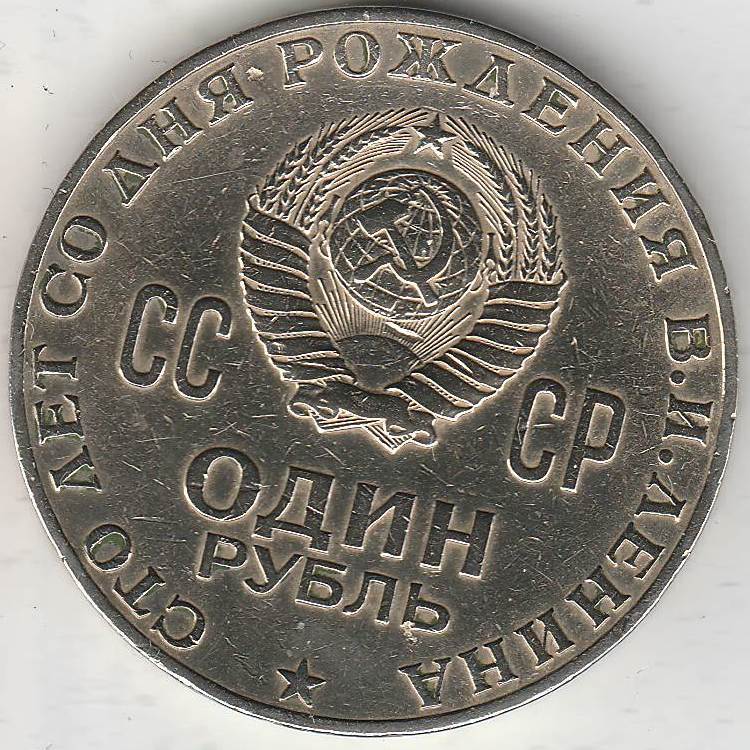 СТО ЛЕТ СО ДНЯ · РОЖДЕНИЯ В.И.ЛЕНИНА
СС СР
ОДИН
РУБЛЬ